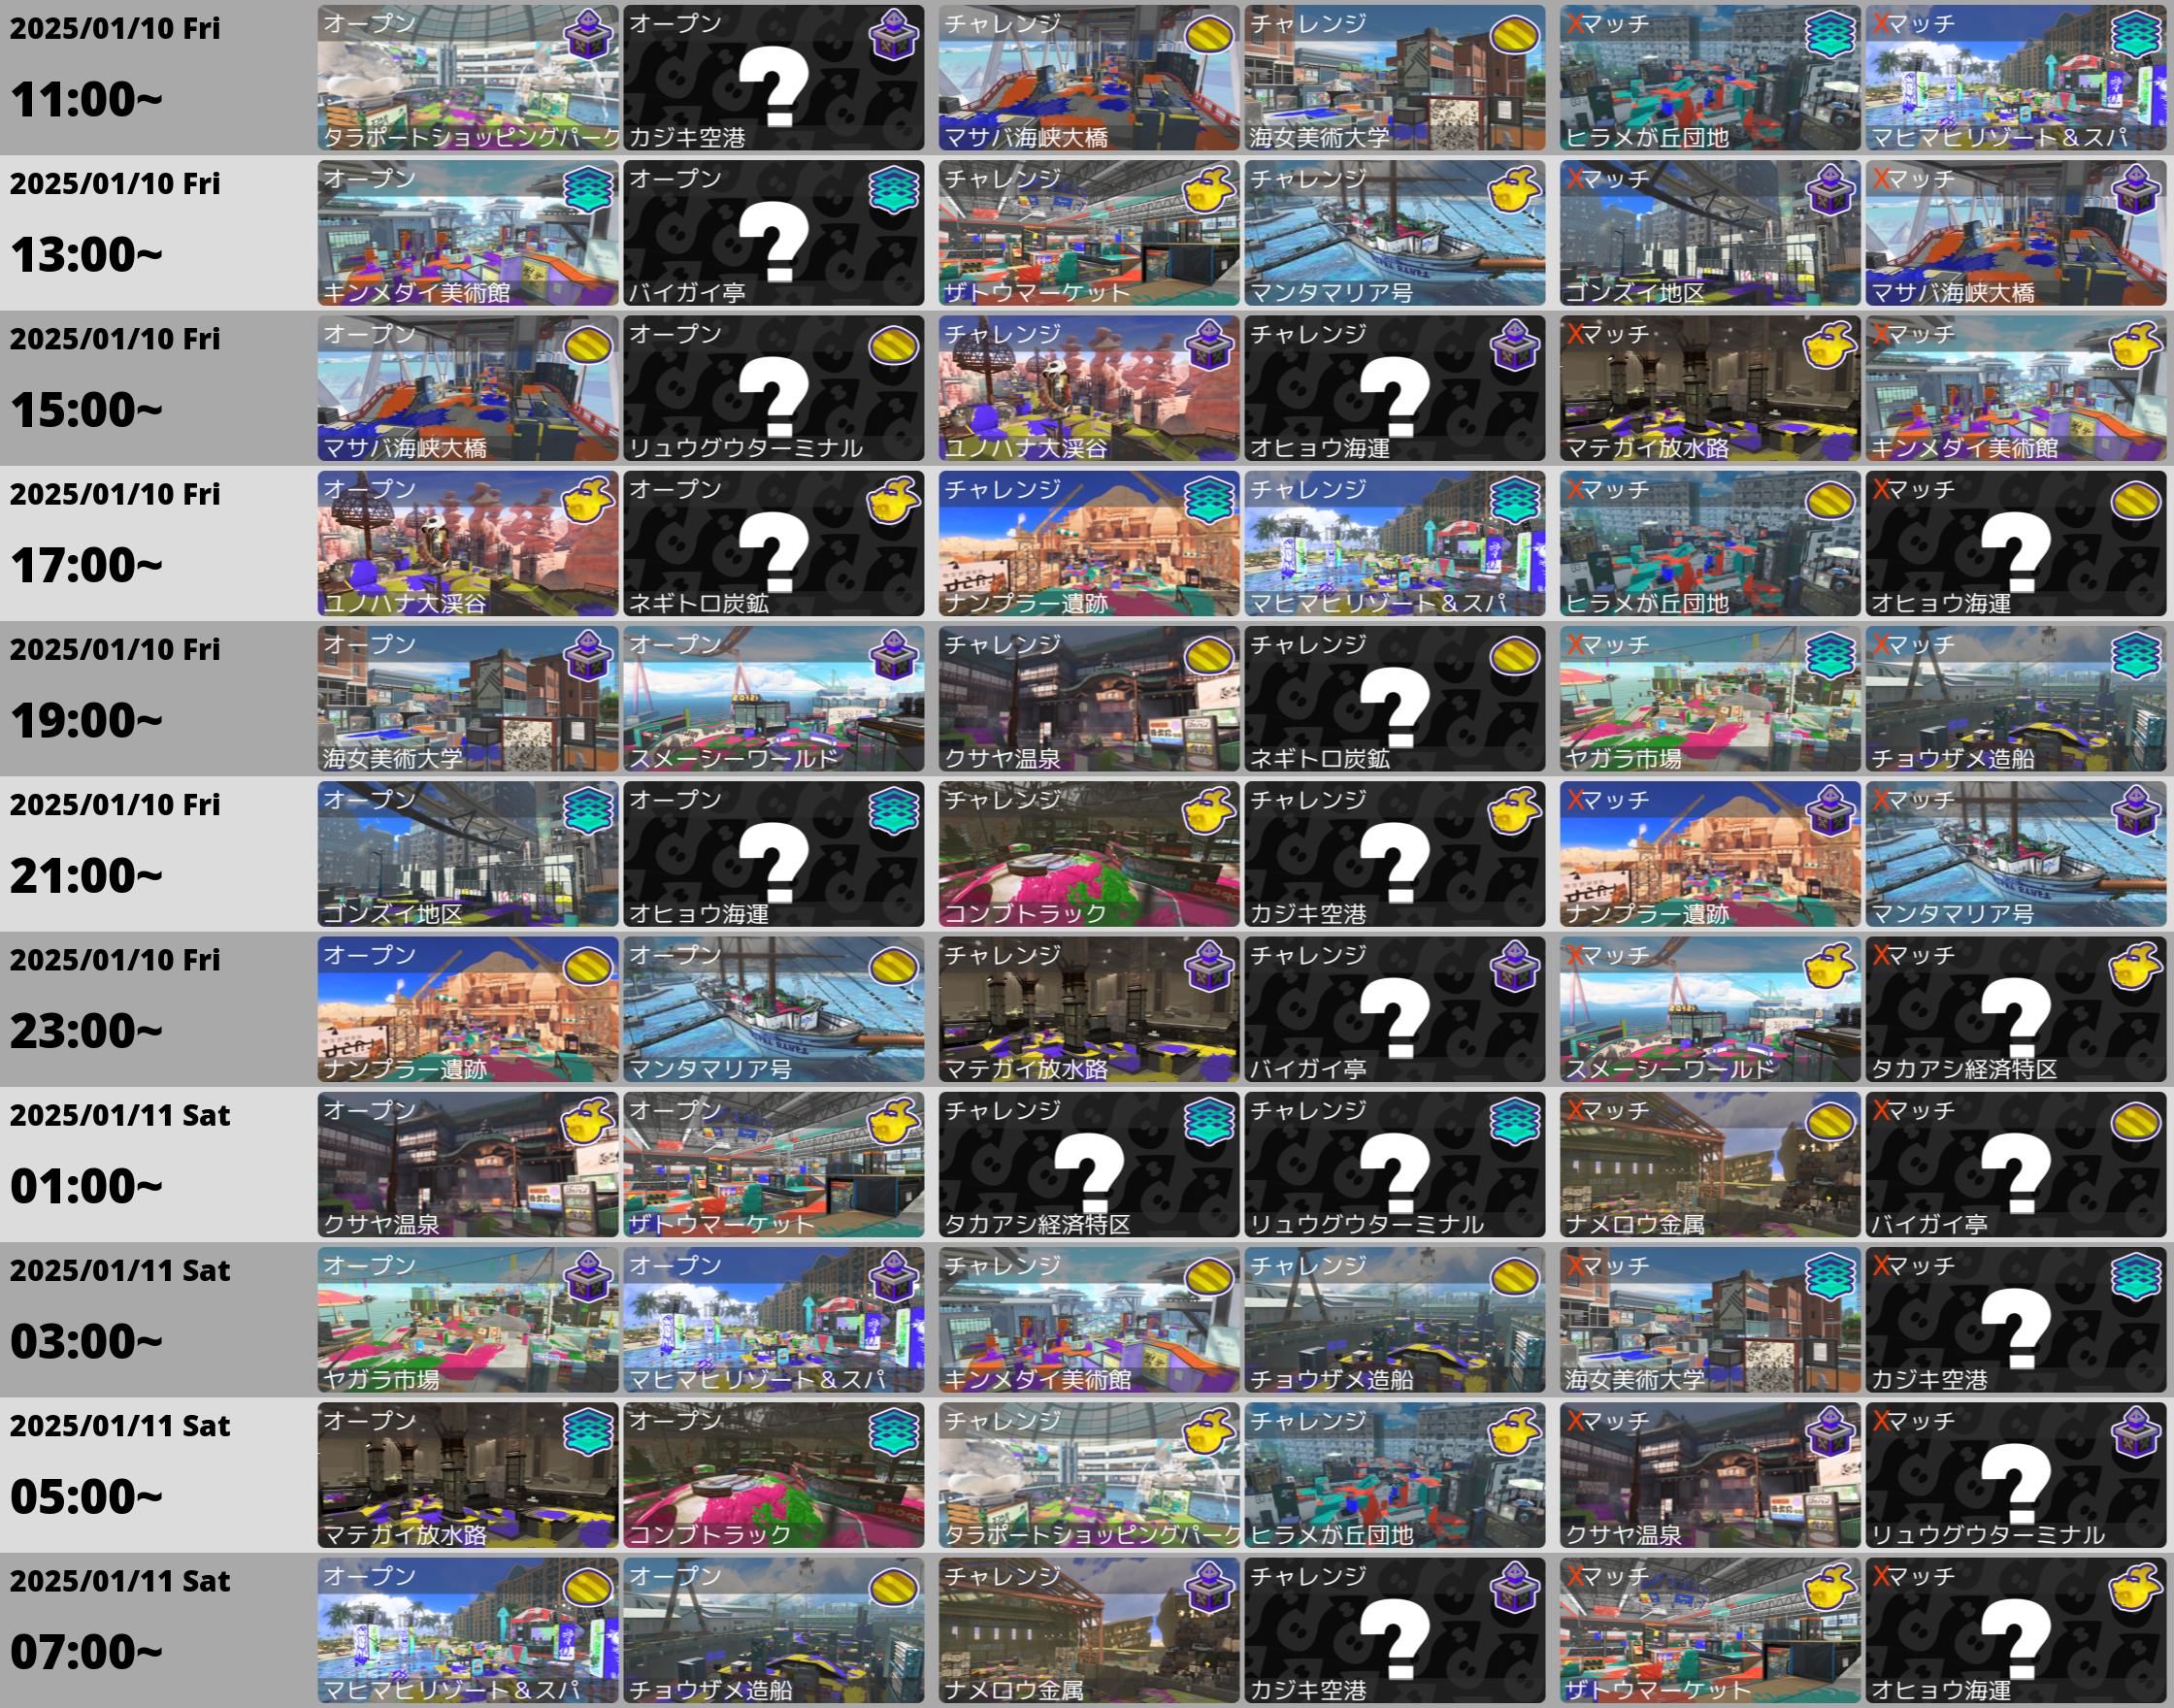 2025/01/10 Fri
11:00~
オープン
タラポートショッピングパーク
オープン
カジキ空港
チャレンジ
マサバ海峡大橋
チャレンジ
海女美術大学
Xマッチ
ヒラメが丘団地
Xマッチ
マヒマヒリゾート＆スパ
2025/01/10 Fri
13:00~
オープン
キンメダイ美術館
オープン
バイガイ亭
チャレンジ
ザトウマーケット
チャレンジ
マンタマリア号
Xマッチ
ゴンズイ地区
Xマッチ
マサバ海峡大橋
2025/01/10 Fri
15:00~
オープン
マサバ海峡大橋
オープン
リュウグウターミナル
チャレンジ
ユノハナ大渓谷
チャレンジ
オヒョウ海運
Xマッチ
マテガイ放水路
Xマッチ
キンメダイ美術館
2025/01/10 Fri
17:00~
オープン
ユノハナ大渓谷
オープン
ネギトロ炭鉱
チャレンジ
ナンプラー遺跡
チャレンジ
マヒマヒリゾート＆スパ
Xマッチ
ヒラメが丘団地
Xマッチ
オヒョウ海運
2025/01/10 Fri
19:00~
オープン
海女美術大学
オープン
スメーシーワールド
チャレンジ
クサヤ温泉
チャレンジ
ネギトロ炭鉱
Xマッチ
ヤガラ市場
Xマッチ
チョウザメ造船
2025/01/10 Fri
21:00~
オープン
ゴンズイ地区
オープン
オヒョウ海運
チャレンジ
コンブトラック
チャレンジ
カジキ空港
Xマッチ
ナンプラー遺跡
Xマッチ
マンタマリア号
2025/01/10 Fri
23:00~
オープン
ナンプラー遺跡
オープン
マンタマリア号
チャレンジ
マテガイ放水路
チャレンジ
バイガイ亭
Xマッチ
スメーシーワールド
Xマッチ
タカアシ経済特区
2025/01/11 Sat
01:00~
オープン
クサヤ温泉
オープン
ザトウマーケット
チャレンジ
タカアシ経済特区
チャレンジ
リュウグウターミナル
Xマッチ
ナメロウ金属
Xマッチ
バイガイ亭
2025/01/11 Sat
03:00~
オープン
ヤガラ市場
オープン
マヒマヒリゾート＆スパ
チャレンジ
キンメダイ美術館
チャレンジ
チョウザメ造船
Xマッチ
海女美術大学
Xマッチ
カジキ空港
2025/01/11 Sat
05:00~
オープン
マテガイ放水路
オープン
コンブトラック
チャレンジ
タラポートショッピングパーク
チャレンジ
ヒラメが丘団地
Xマッチ
クサヤ温泉
Xマッチ
リュウグウターミナル
2025/01/11 Sat
07:00~
オープン
マヒマヒリゾート＆スパ
オープン
チョウザメ造船
チャレンジ
ナメロウ金属
チャレンジ
カジキ空港
Xマッチ
ザトウマーケット
Xマッチ
オヒョウ海運